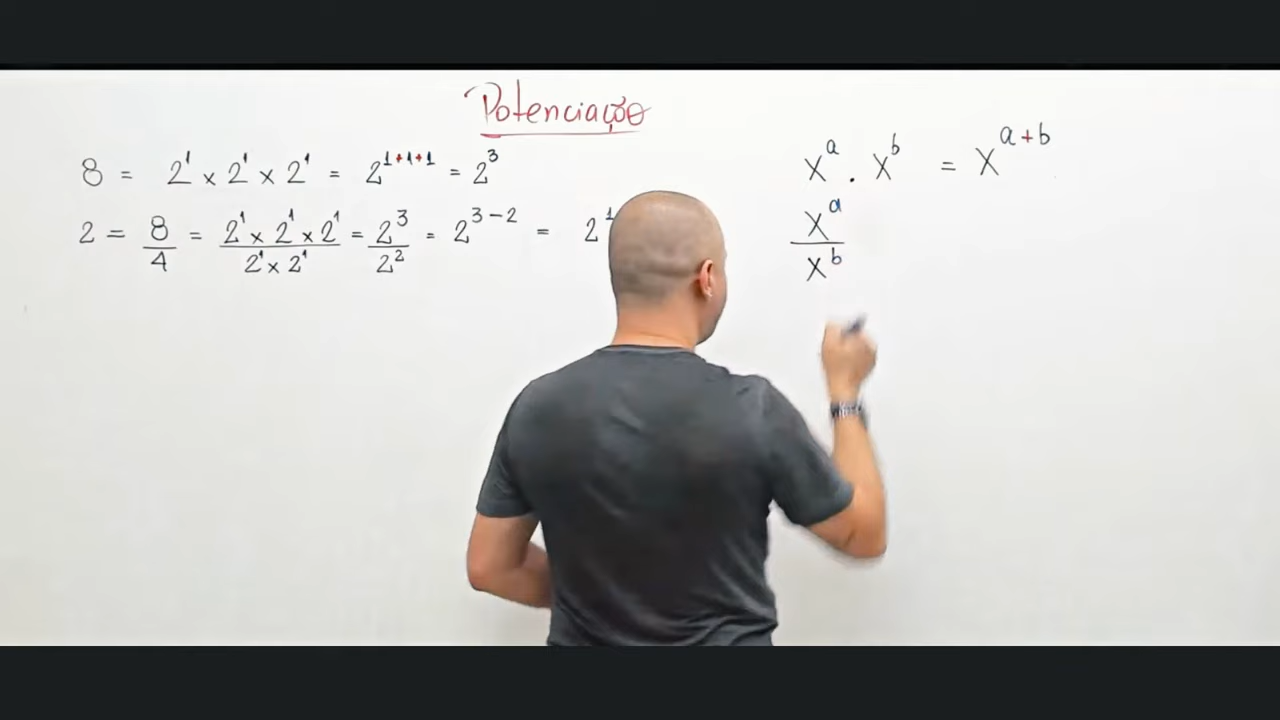 Potenciação
8 = 2¹ × 2¹ × 2¹ = 2¹⁺¹⁺¹ = 2³
2 = 8/4 = (2¹ × 2¹ × 2¹)/(2¹ × 2¹) = 2³/2² = 2³⁻² = 2¹
xᵃ . xᵇ = xᵃ⁺ᵇ
xᵃ/xᵇ